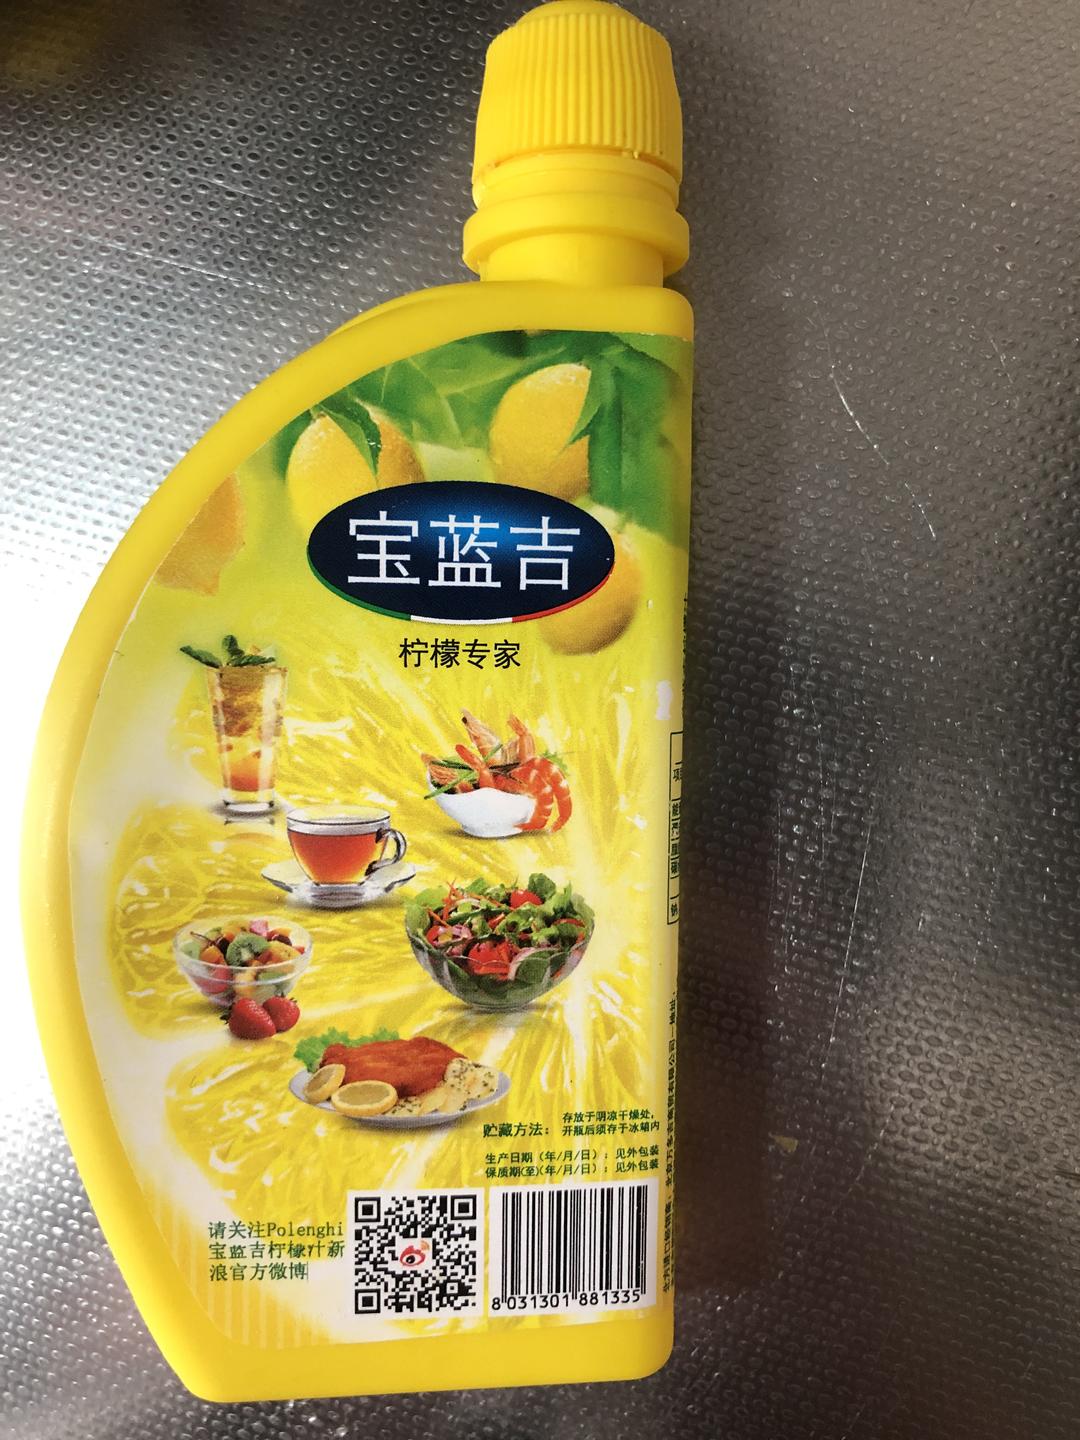 宝蓝吉
柠檬专家
贮藏方法：
存放于阴凉干燥处，
开瓶后须存于冰箱内
生产日期（年/月/日）：见外包装
保质期(至)(年/月/日)：见外包装
请关注Polenghi
宝蓝吉柠檬汁新
浪官方微博
8 031301 881335